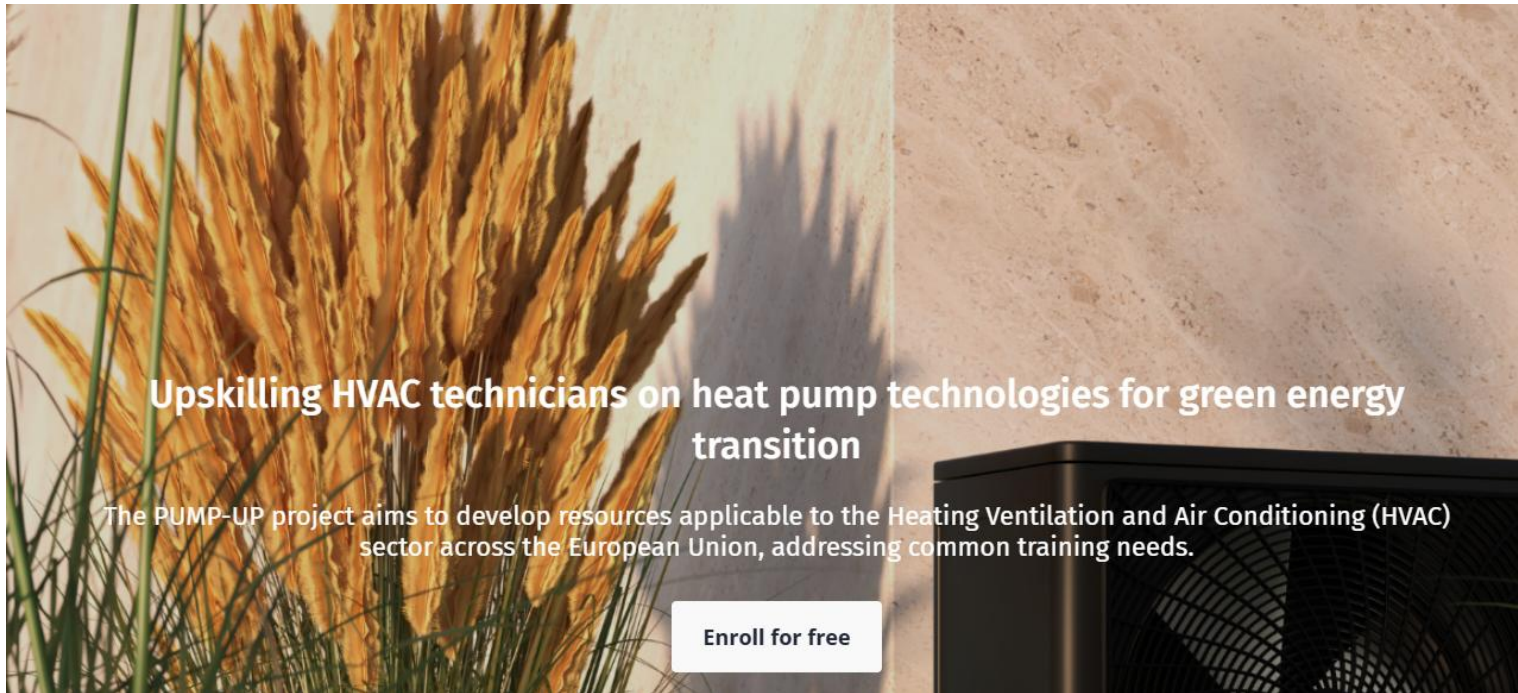 Upskilling HVAC technicians on heat pump technologies for green energy
transition
The PUMP-UP project aims to develop resources applicable to the Heating Ventilation and Air Conditioning (HVAC)
sector across the European Union, addressing common training needs.
Enroll for free